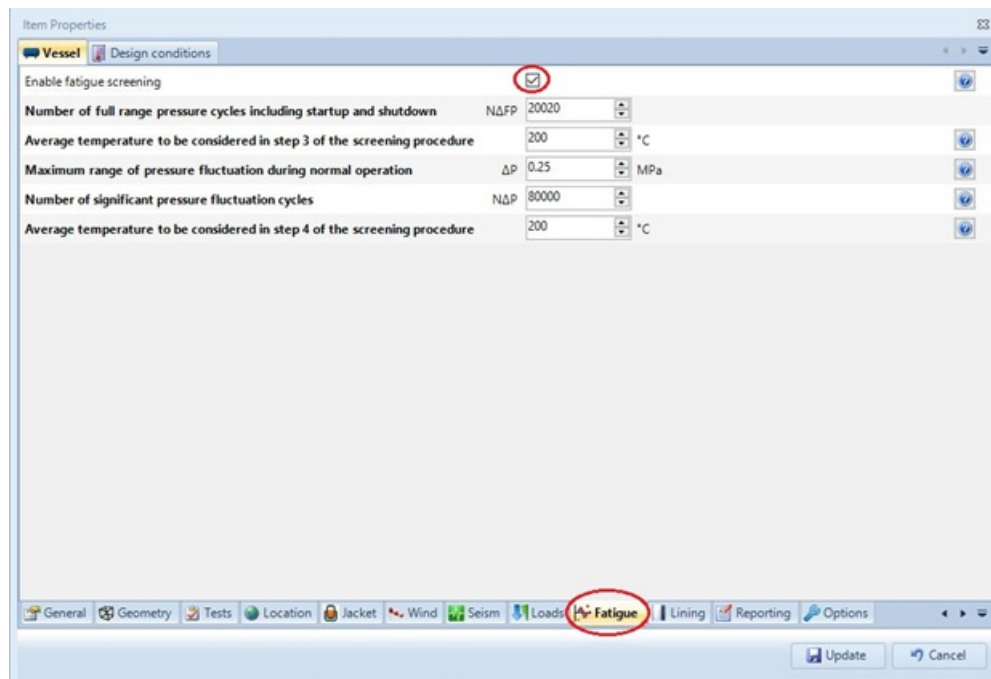 Item Properties
Vessel Design conditions
Enable fatigue screening
Number of full range pressure cycles including startup and shutdown NΔFP 20020
Average temperature to be considered in step 3 of the screening procedure 200 °C
Maximum range of pressure fluctuation during normal operation ΔP 0.25 MPa
Number of significant pressure fluctuation cycles NΔP 80000
Average temperature to be considered in step 4 of the screening procedure 200 °C
General Geometry Tests Location Jacket Wind Seism Loads Fatigue Lining Reporting Options
Update Cancel